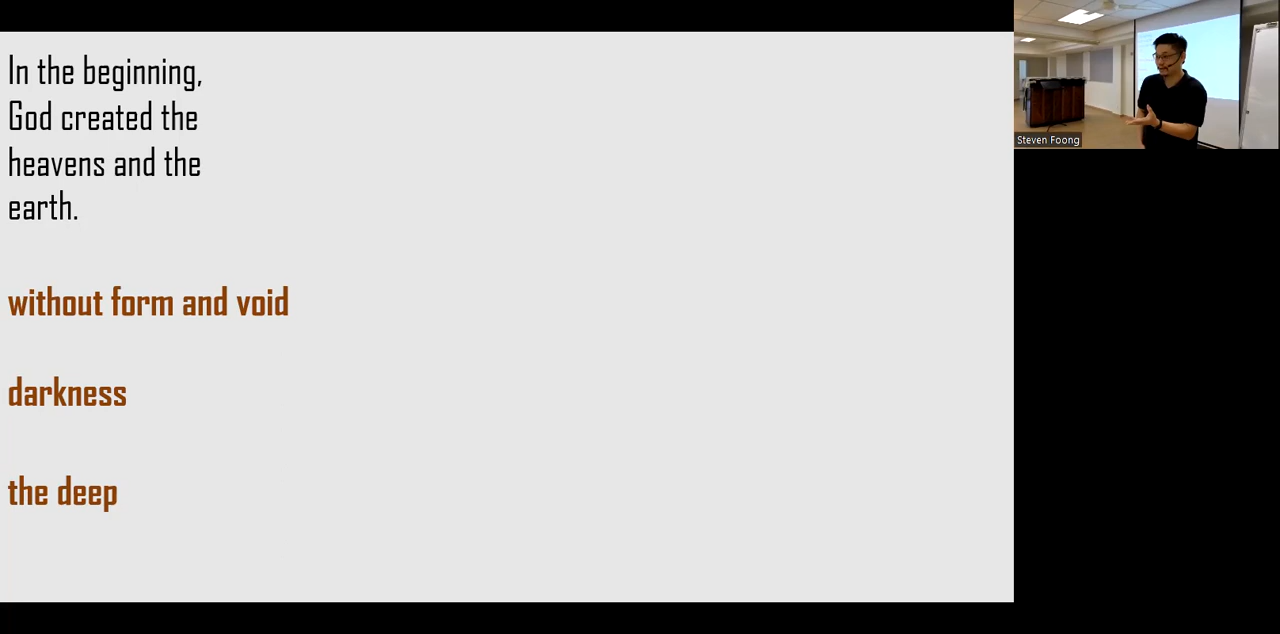 In the beginning,
God created the
heavens and the
earth.
without form and void
darkness
the deep
Steven Foong